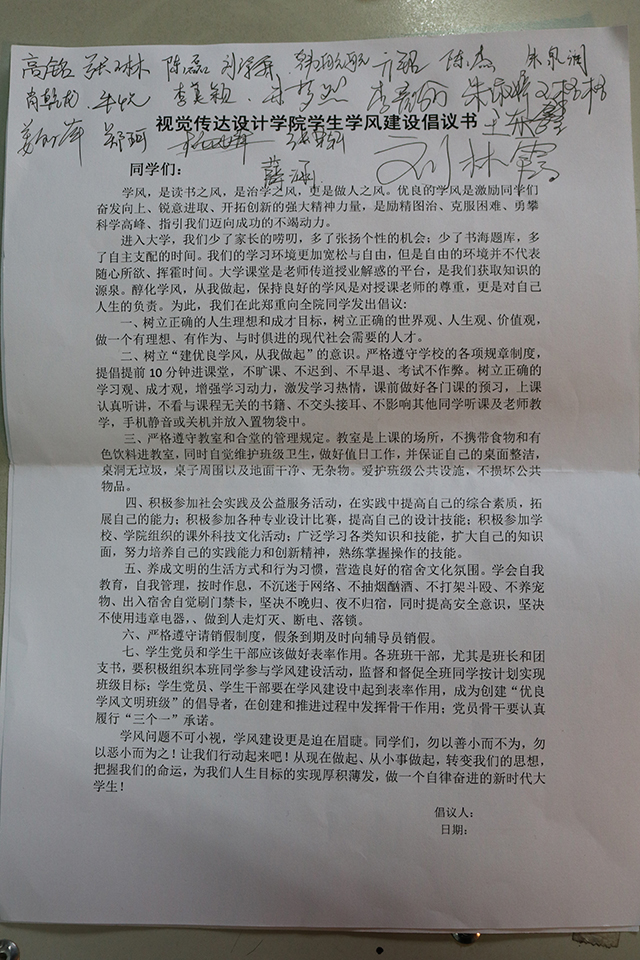 高铭 张林林 陈磊 刘洋舞 陈杰 朱泉润
尚懿龙 牛悦 李美颖 王格格
视觉传达设计学院学生学风建设倡议书
郑珂 刘林霞
同学们：
学风，是读书之风，是治学之风，更是做人之风。优良的学风是激励同学们
奋发向上、锐意进取、开拓创新的强大精神力量，是励精图治、克服困难、勇攀
科学高峰、指引我们迈向成功的不竭动力。
进入大学，我们少了家长的唠叨，多了张扬个性的机会；少了书海题库，多
了自主支配的时间。我们的学习环境更加宽松与自由，但是自由的环境并不代表
随心所欲、挥霍时间。大学课堂是老师传道授业解惑的平台，是我们获取知识的
源泉。醇化学风，从我做起，保持良好的学风是对授课老师的尊重，更是对自己
人生的负责。为此，我们在此郑重向全院同学发出倡议：
一、树立正确的人生理想和成才目标，树立正确的世界观、人生观、价值观，
做一个有理想、有作为、与时俱进的现代社会需要的人才。
二、树立“建优良学风，从我做起”的意识。严格遵守学校的各项规章制度，
提倡提前 10 分钟进课堂，不旷课、不迟到、不早退、考试不作弊。树立正确的
学习观、成才观，增强学习动力，激发学习热情，课前做好各门课的预习，上课
认真听讲，不看与课程无关的书籍、不交头接耳、不影响其他同学听课及老师教
学，手机静音或关机并放入置物袋中。
三、严格遵守教室和合堂的管理规定。教室是上课的场所，不携带食物和有
色饮料进教室，同时自觉维护班级卫生，做好值日工作，并保证自己的桌面整洁，
桌洞无垃圾，桌子周围以及地面干净、无杂物。爱护班级公共设施，不损坏公共
物品。
四、积极参加社会实践及公益服务活动，在实践中提高自己的综合素质，拓
展自己的能力；积极参加各种专业设计比赛，提高自己的设计技能；积极参加学
校、学院组织的课外科技文化活动；广泛学习各类知识和技能，扩大自己的知识
面，努力培养自己的实践能力和创新精神，熟练掌握操作的技能。
五、养成文明的生活方式和行为习惯，营造良好的宿舍文化氛围。学会自我
教育，自我管理，按时作息，不沉迷于网络、不抽烟酗酒、不打架斗殴、不养宠
物、出入宿舍自觉刷门禁卡，坚决不晚归、夜不归宿，同时提高安全意识，坚决
不使用违章电器，、做到人走灯灭、断电、落锁。
六、严格遵守请销假制度，假条到期及时向辅导员销假。
七、学生党员和学生干部应该做好表率作用。各班班干部，尤其是班长和团
支书，要积极组织本班同学参与学风建设活动，监督和督促全班同学按计划实现
班级目标；学生党员、学生干部要在学风建设中起到表率作用，成为创建“优良
学风文明班级”的倡导者，在创建和推进过程中发挥骨干作用；党员骨干要认真
履行“三个一”承诺。
学风问题不可小视，学风建设更是迫在眉睫。同学们，勿以善小而不为，勿
以恶小而为之！让我们行动起来吧！从现在做起、从小事做起，转变我们的思想，
把握我们的命运，为我们人生目标的实现厚积薄发，做一个自律奋进的新时代大
学生！
倡议人：
日期：